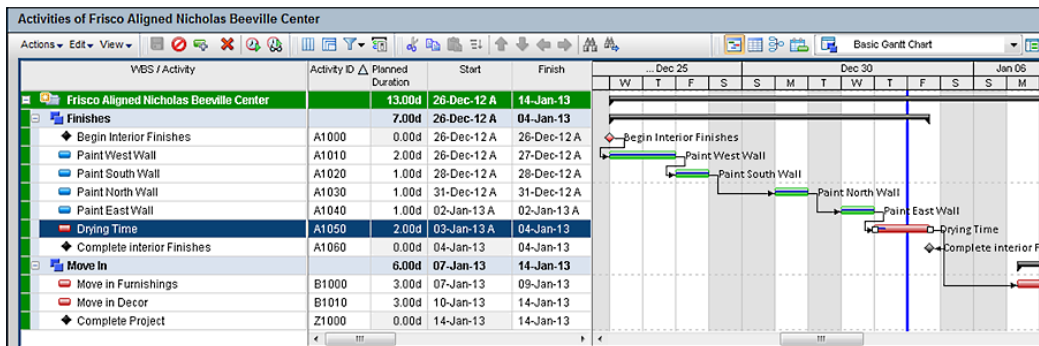 Activities of Frisco Aligned Nicholas Beeville Center
Actions Edit View Basic Gantt Chart
WBS / Activity Activity ID Planned Duration Start Finish ... Dec 25 Dec 30 Jan 06
W T F S S M T W T F S S M
Frisco Aligned Nicholas Beeville Center 13.00d 26-Dec-12 A 14-Jan-13
Finishes 7.00d 26-Dec-12 A 04-Jan-13
Begin Interior Finishes A1000 0.00d 26-Dec-12 A 26-Dec-12 A Begin Interior Finishes
Paint West Wall A1010 2.00d 26-Dec-12 A 27-Dec-12 A Paint West Wall
Paint South Wall A1020 1.00d 28-Dec-12 A 28-Dec-12 A Paint South Wall
Paint North Wall A1030 1.00d 31-Dec-12 A 31-Dec-12 A Paint North Wall
Paint East Wall A1040 1.00d 02-Jan-13 A 02-Jan-13 A Paint East Wall
Drying Time A1050 2.00d 03-Jan-13 A 04-Jan-13 Drying Time
Complete interior Finishes A1060 0.00d 04-Jan-13 04-Jan-13 Complete interior F
Move In 6.00d 07-Jan-13 14-Jan-13
Move in Furnishings B1000 3.00d 07-Jan-13 09-Jan-13
Move in Decor B1010 3.00d 10-Jan-13 14-Jan-13
Complete Project Z1000 0.00d 14-Jan-13 14-Jan-13